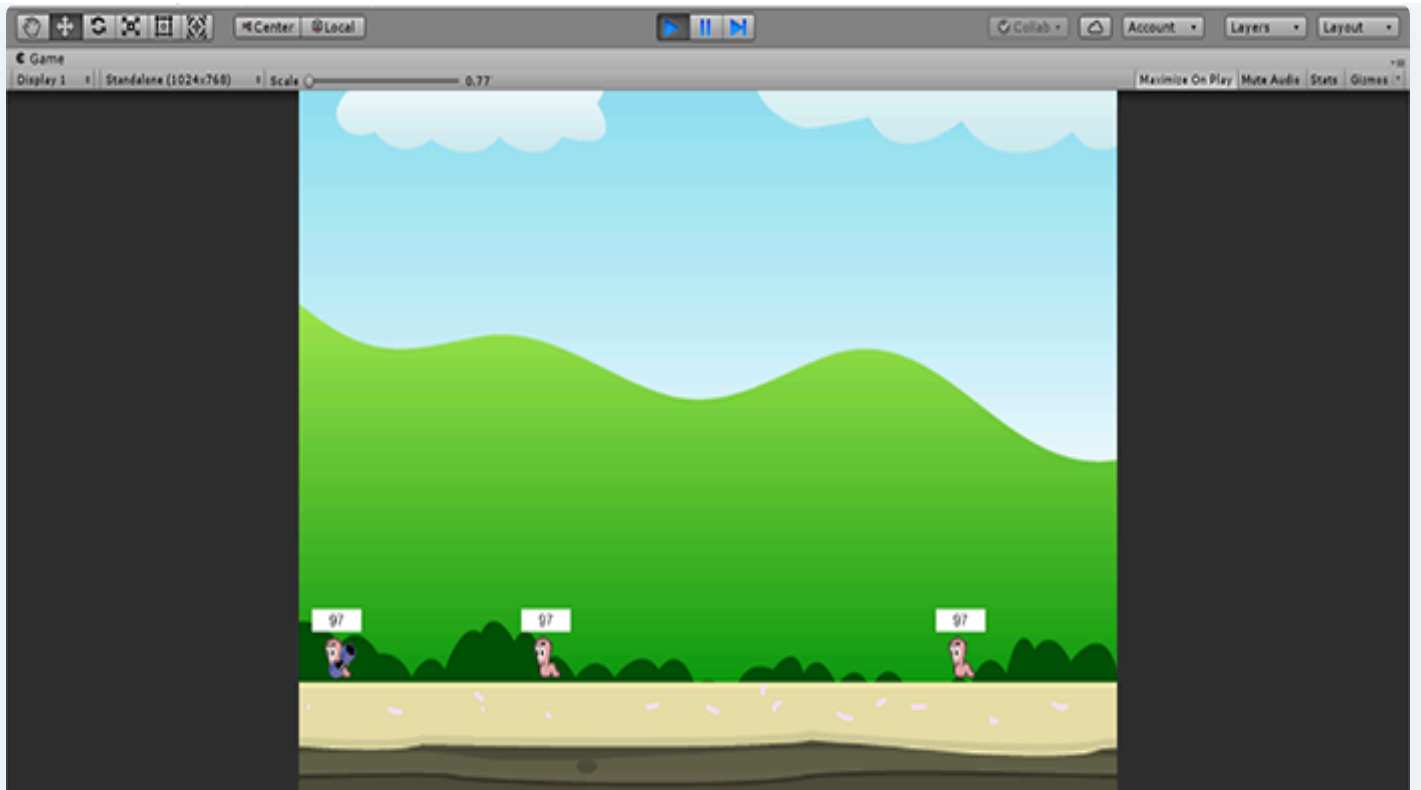 Center Local Collab Account Layers Layout
Game
Display 1 Standalone (1024x768) Scale 0.77 Maximize On Play Mute Audio Stats Gizmos
97 97 97